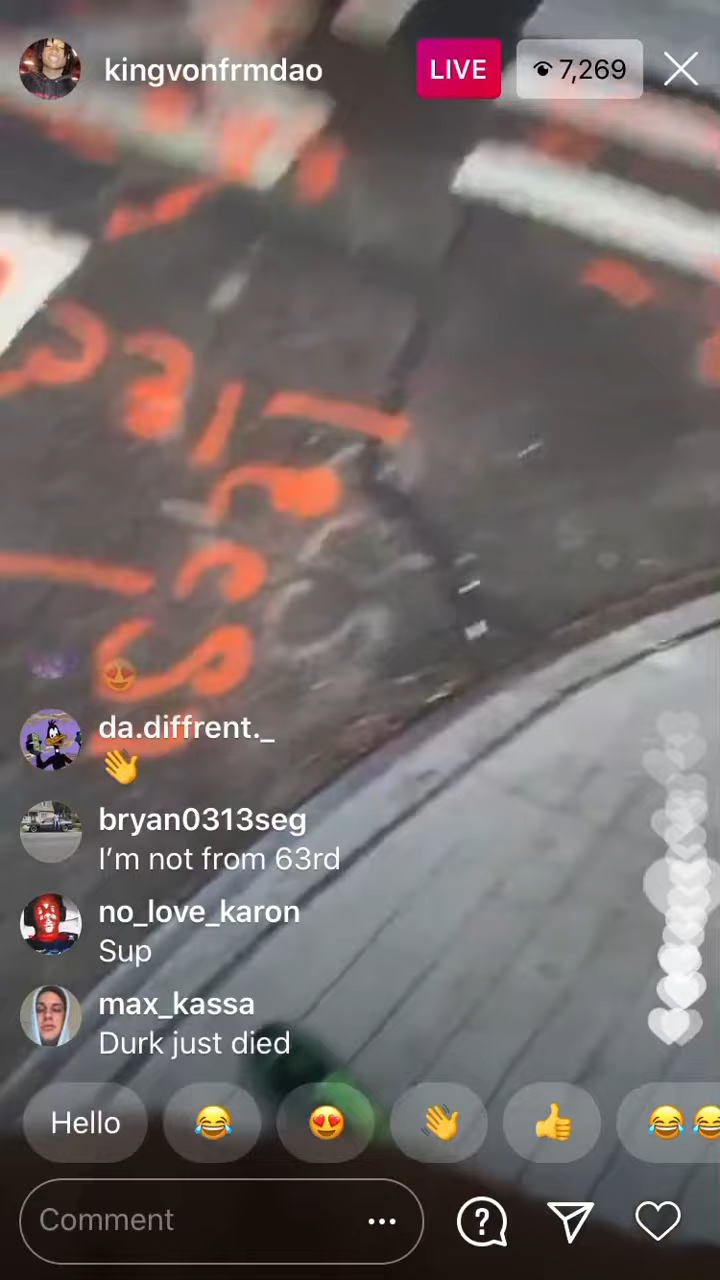 kingvonfrmdao
LIVE
7,269
da.diffrent._
👋
bryan0313seg
I’m not from 63rd
no_love_karon
Sup
max_kassa
Durk just died
Hello
Comment